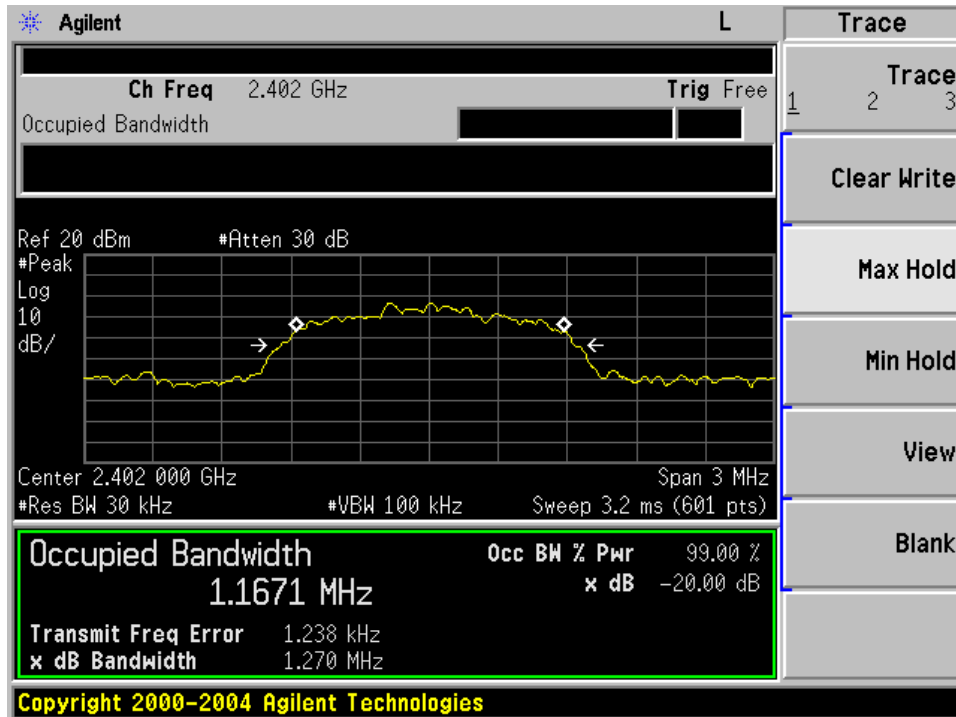 Agilent L Trace
Ch Freq 2.402 GHz Trig Free
Occupied Bandwidth
Trace
1 2 3
Clear Write
Max Hold
Min Hold
View
Blank
Ref 20 dBm #Atten 30 dB
#Peak
Log
10
dB/
Center 2.402 000 GHz Span 3 MHz
#Res BW 30 kHz #VBW 100 kHz Sweep 3.2 ms (601 pts)
Occupied Bandwidth Occ BW % Pwr 99.00 %
1.1671 MHz x dB -20.00 dB
Transmit Freq Error 1.238 kHz
x dB Bandwidth 1.270 MHz
Copyright 2000-2004 Agilent Technologies